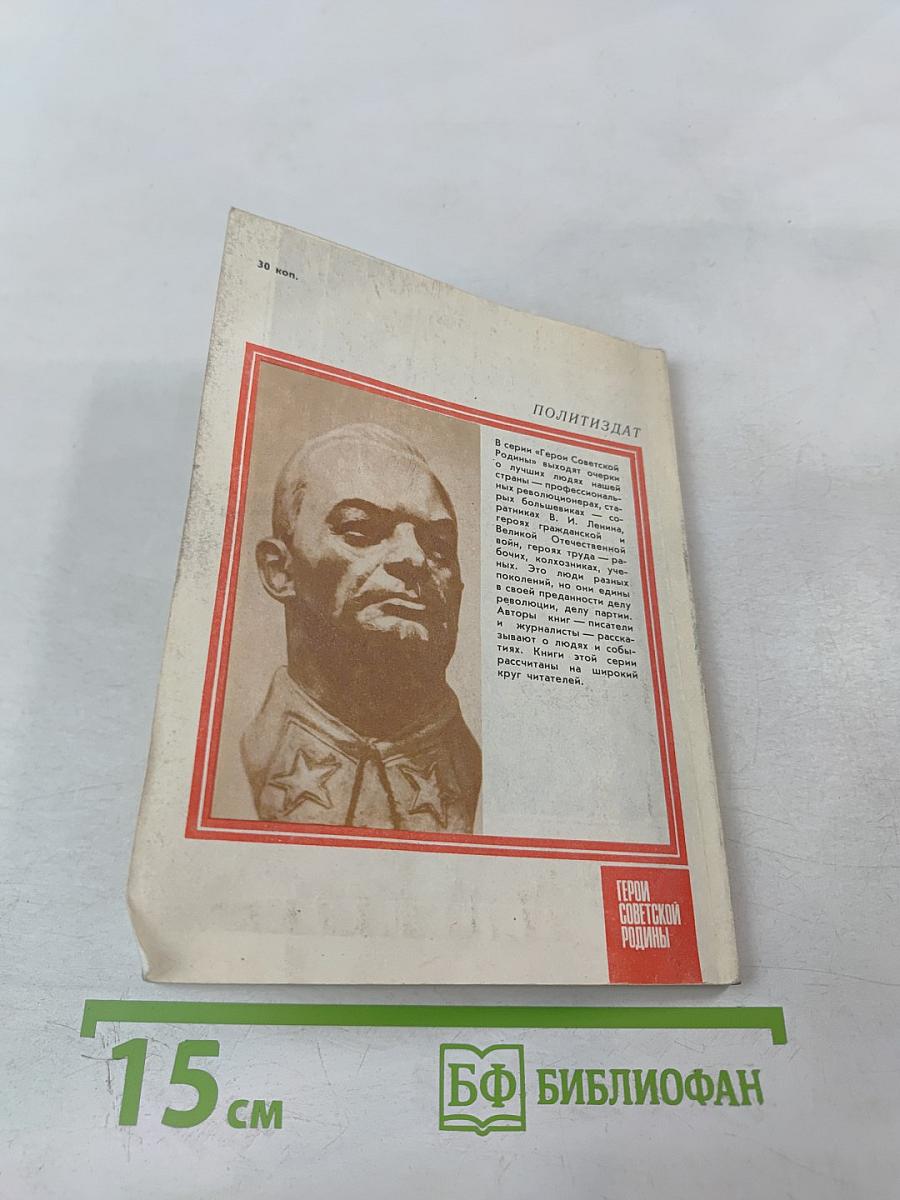 30 коп.
ПОЛИТИЗДАТ
В серии «Герои Советской
Родины» выходят очерки
о лучших людях нашей
страны — профессиональ-
ных революционерах, ста-
рых большевиках — со-
ратниках В. И. Ленина,
героях гражданской и
Великой Отечественной
войн, героях труда — ра-
бочих, колхозниках, уче-
ных. Это люди разных
поколений, но они едины
в своей преданности делу
революции, делу партии.
Авторы книг — писатели
и журналисты — расска-
зывают о людях и собы-
тиях. Книги этой серии
рассчитаны на широкий
круг читателей.
ГЕРОИ
СОВЕТСКОЙ
РОДИНЫ
15 см
БФ БИБЛИОФАН